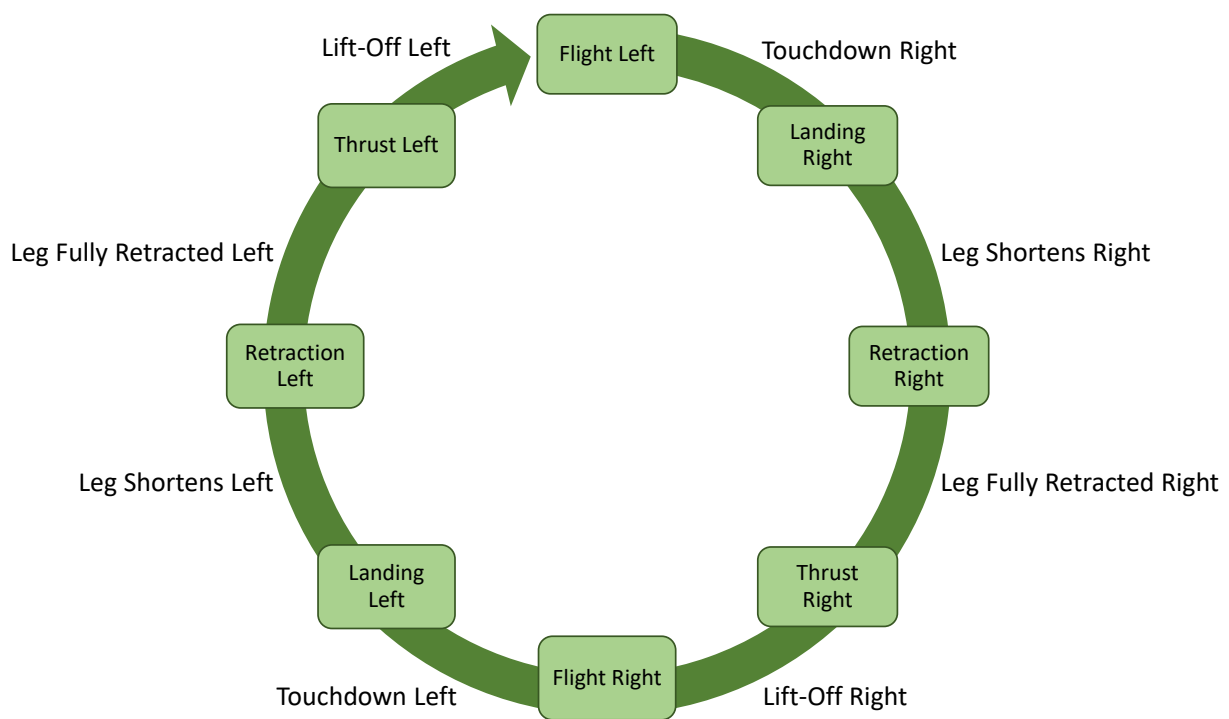 Lift-Off Left
Flight Left
Touchdown Right
Thrust Left
Landing
Right
Leg Fully Retracted Left
Leg Shortens Right
Retraction
Left
Retraction
Right
Leg Shortens Left
Leg Fully Retracted Right
Landing
Left
Thrust
Right
Flight Right
Touchdown Left
Lift-Off Right